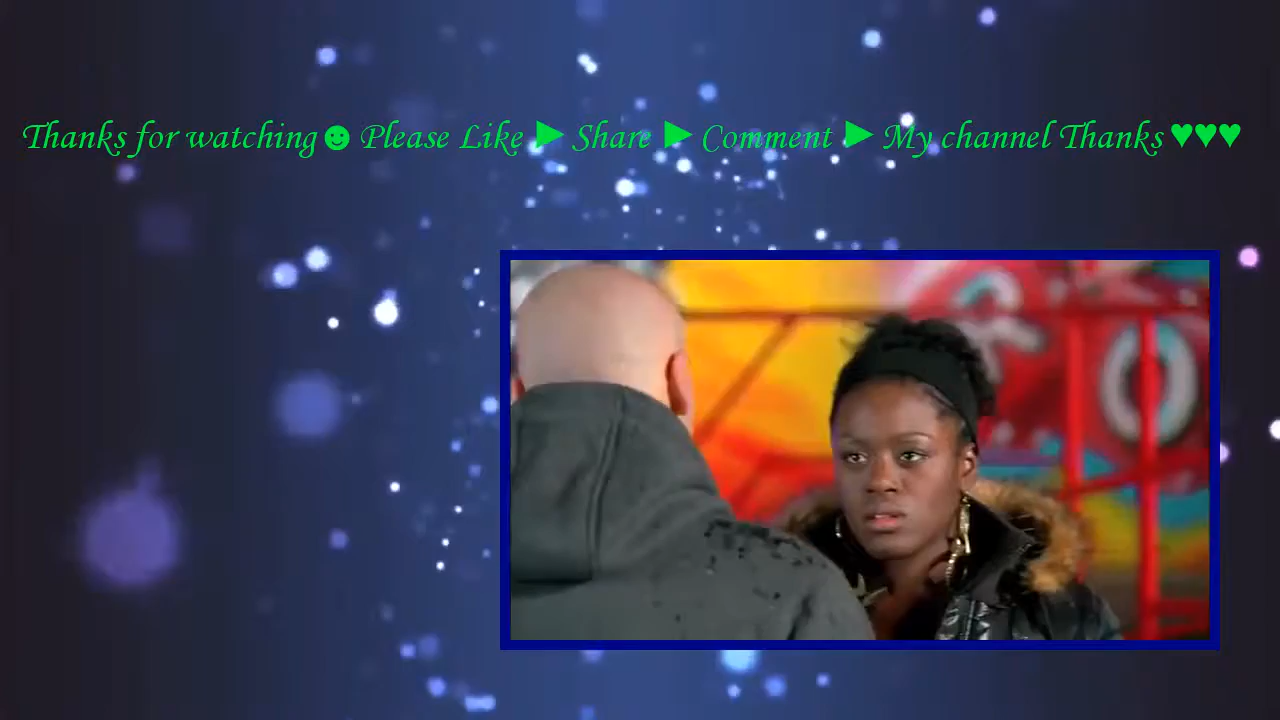 Thanks for watching☻Please Like ► Share ► Comment ► My channel Thanks ♥♥♥